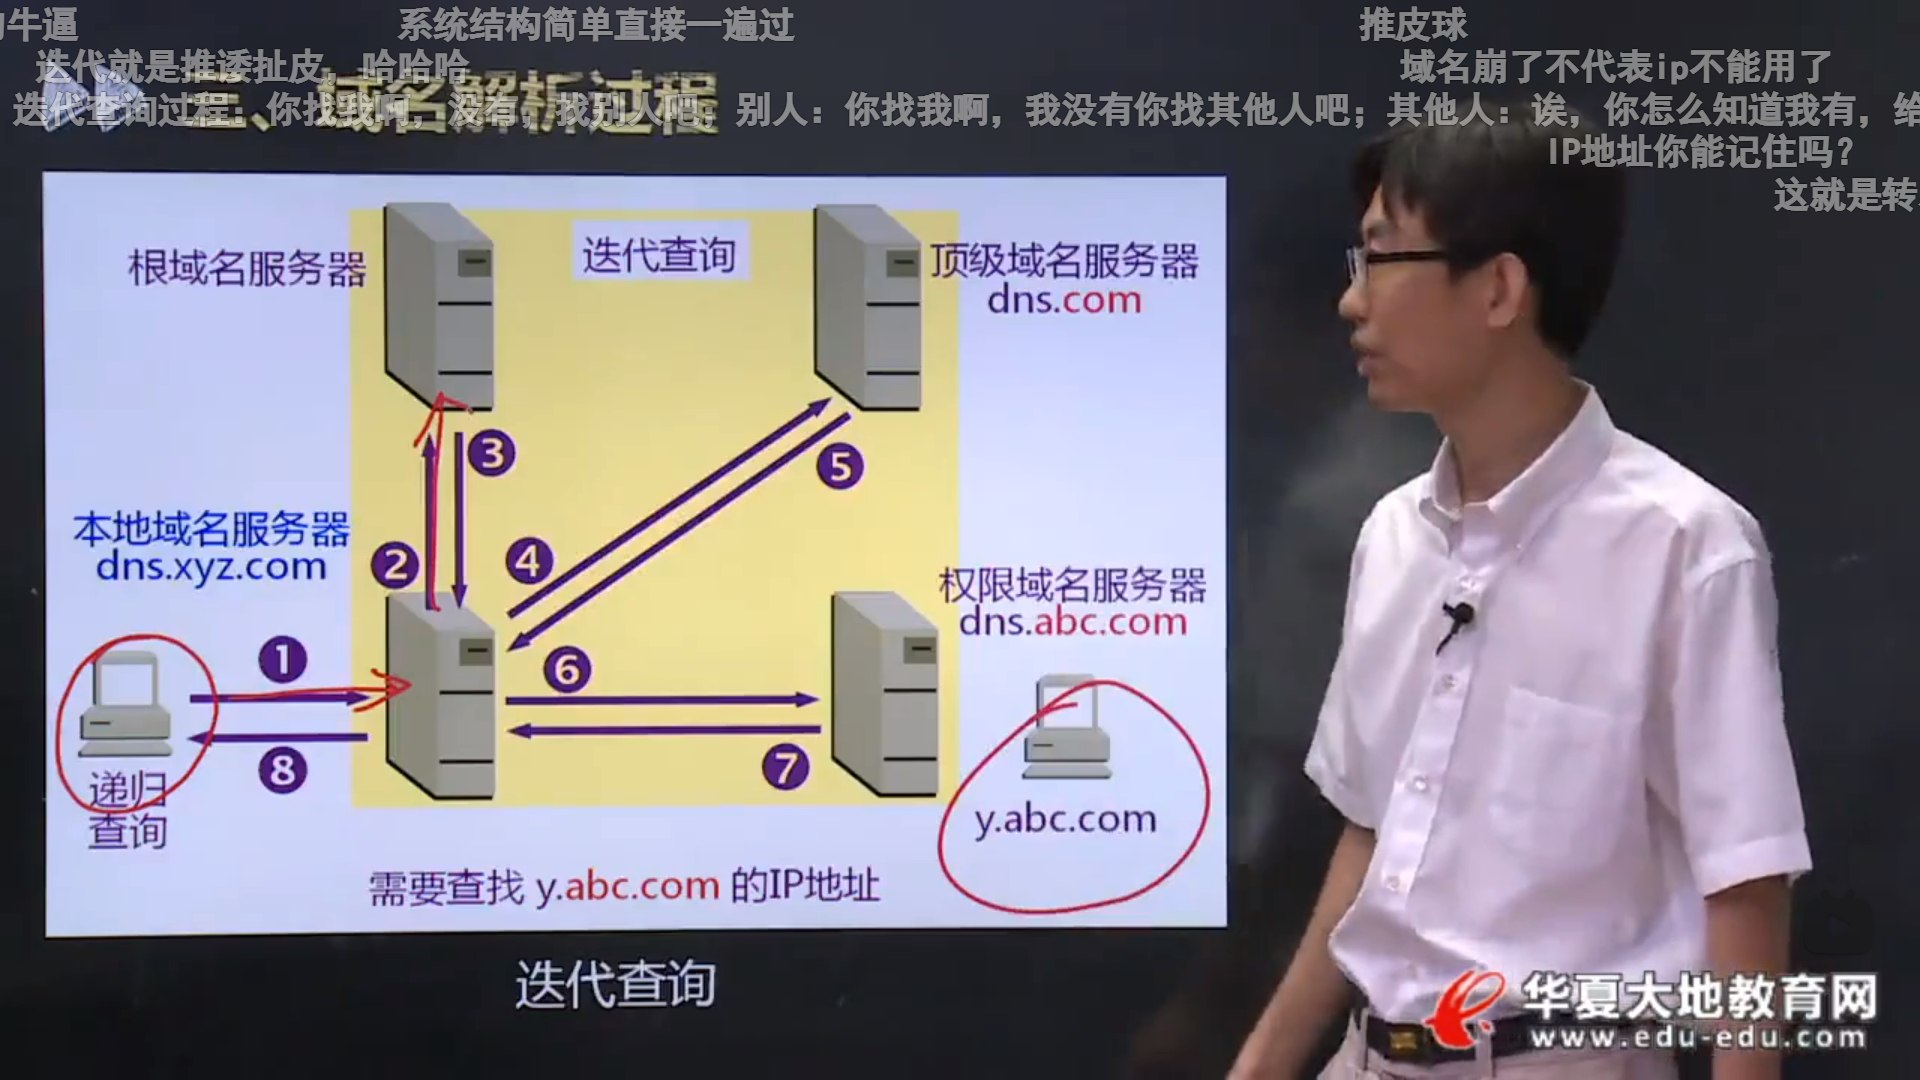 牛逼
系统结构简单直接一遍过
推皮球
迭代就是推诿扯皮，哈哈哈
域名崩了不代表ip不能用了
三、域名解析过程
迭代查询过程：你找我啊，没有，找别人吧；别人：你找我啊，我没有你找其他人吧；其他人：诶，你怎么知道我有，给
IP地址你能记住吗？
这就是转
根域名服务器
迭代查询
顶级域名服务器
dns.com
3
5
本地域名服务器
dns.xyz.com
2
4
权限域名服务器
dns.abc.com
1
6
8
7
递归
查询
y.abc.com
需要查找 y.abc.com 的IP地址
迭代查询
华夏大地教育网
www.edu-edu.com